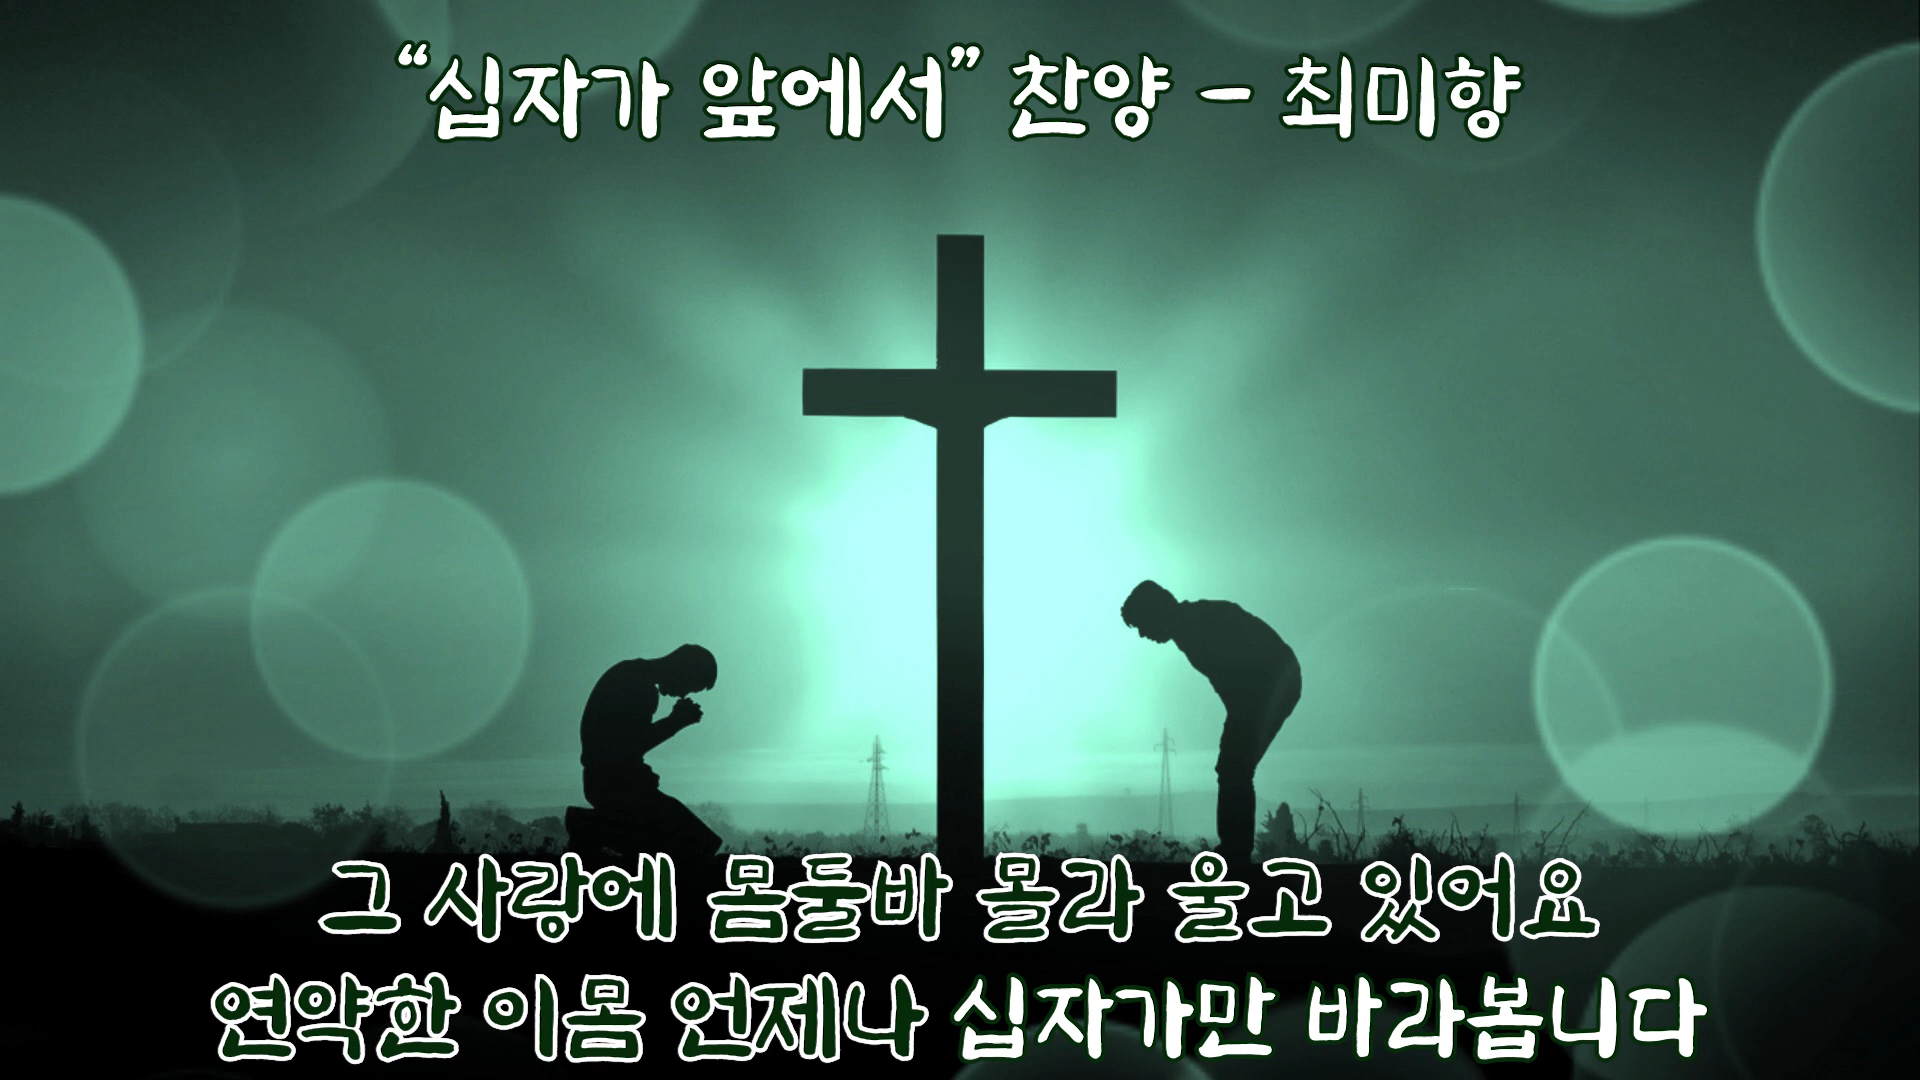 “십자가 앞에서” 찬양 - 최미향
그 사랑에 몸둘바 몰라 울고 있어요
연약한 이몸 언제나 십자가만 바라봅니다